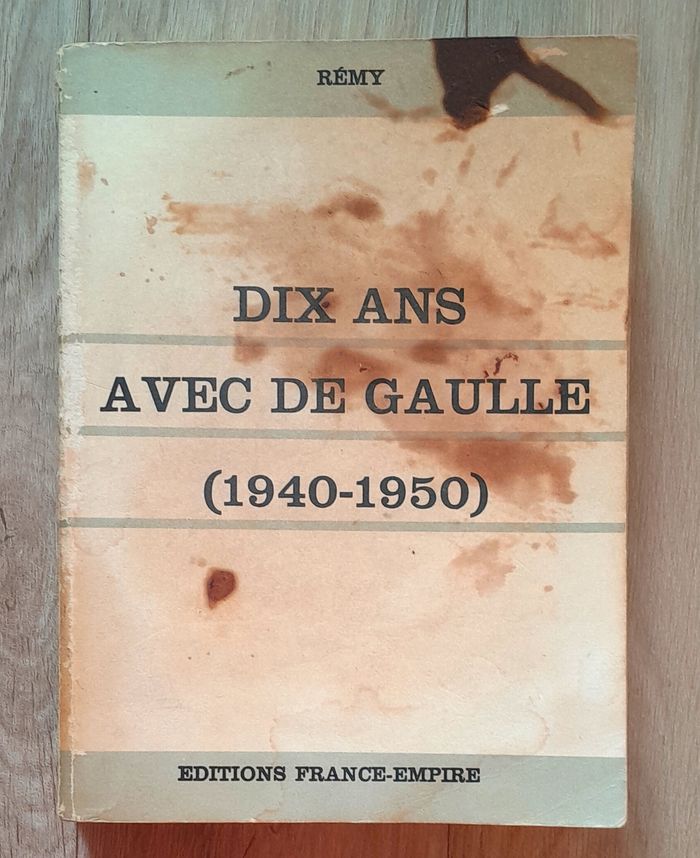 RÉMY
DIX ANS
AVEC DE GAULLE
(1940-1950)
EDITIONS FRANCE-EMPIRE